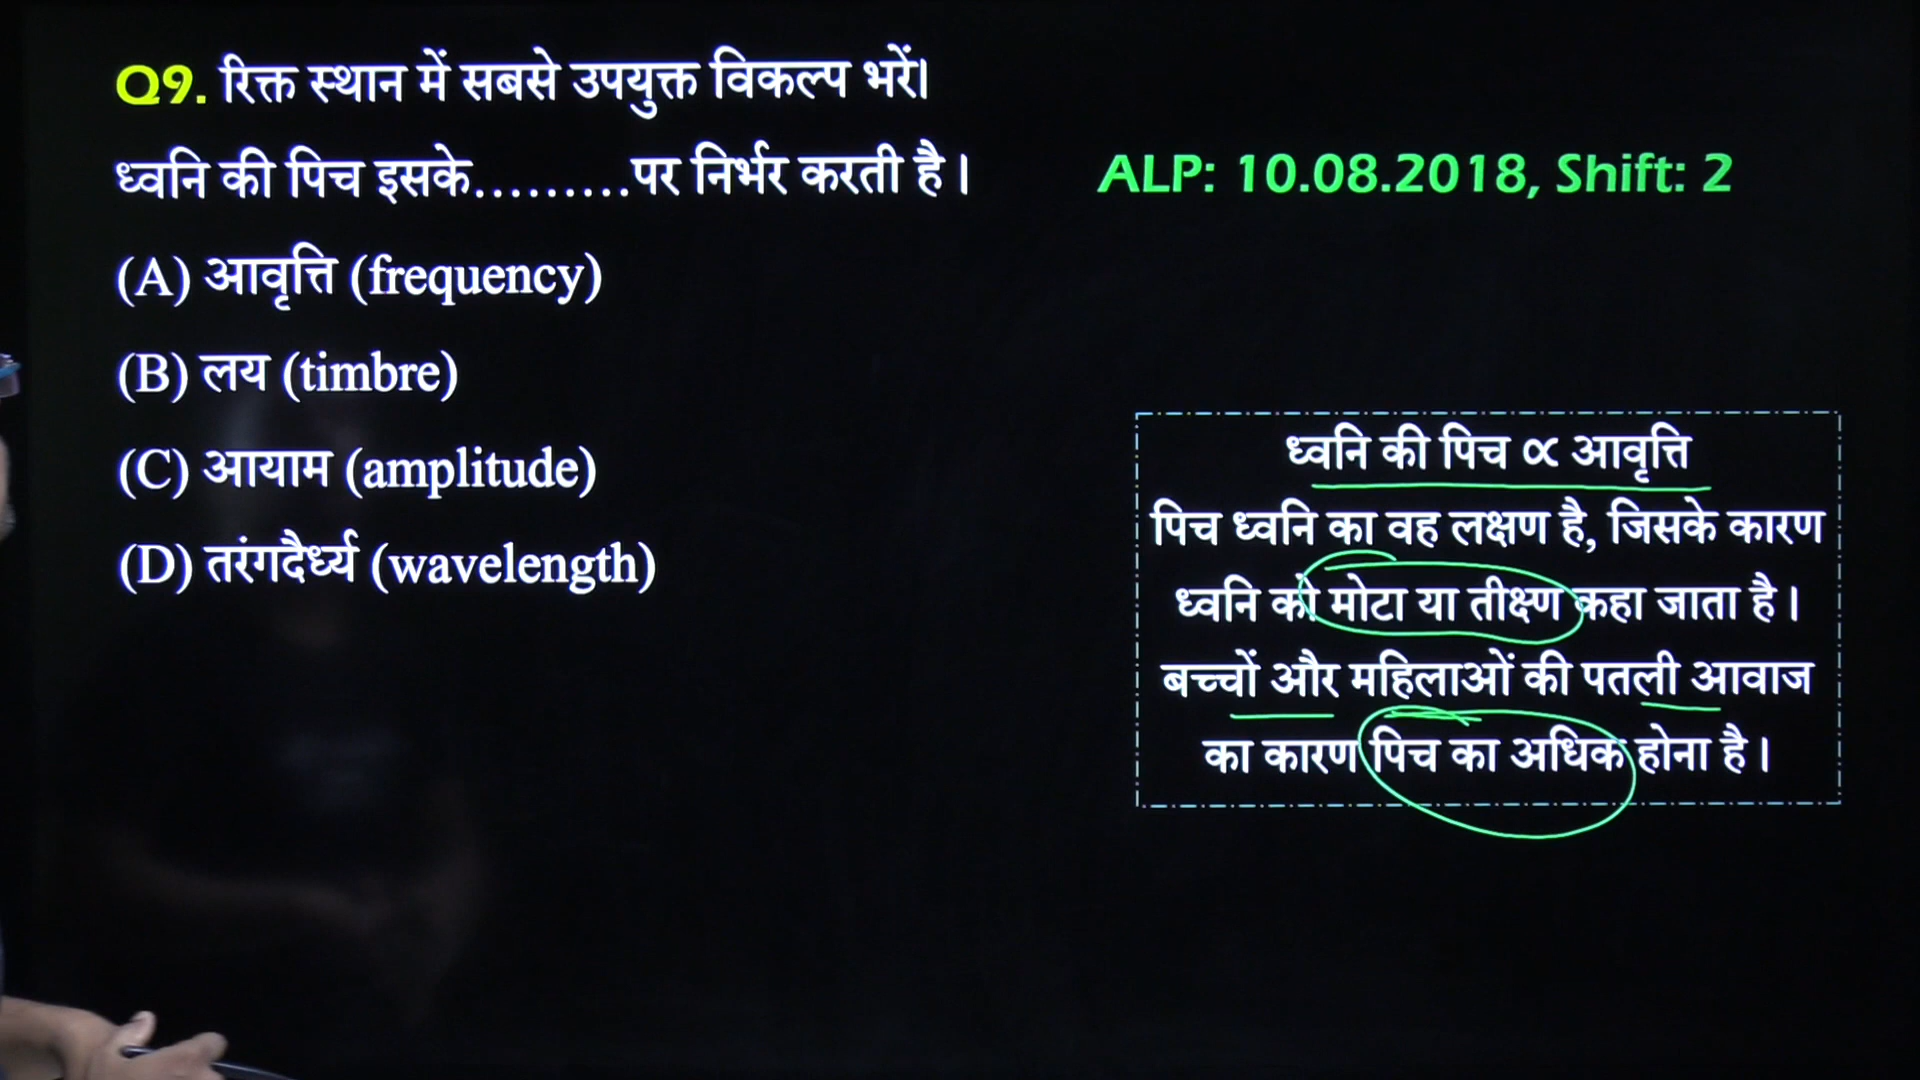 Q9. रिक्त स्थान में सबसे उपयुक्त विकल्प भरें।
ध्वनि की पिच इसके.........पर निर्भर करती है।
ALP: 10.08.2018, Shift: 2
(A) आवृत्ति (frequency)
(B) लय (timbre)
(C) आयाम (amplitude)
(D) तरंगदैर्ध्य (wavelength)
ध्वनि की पिच ∝ आवृत्ति
पिच ध्वनि का वह लक्षण है, जिसके कारण
ध्वनि को मोटा या तीक्ष्ण कहा जाता है।
बच्चों और महिलाओं की पतली आवाज
का कारण पिच का अधिक होना है।